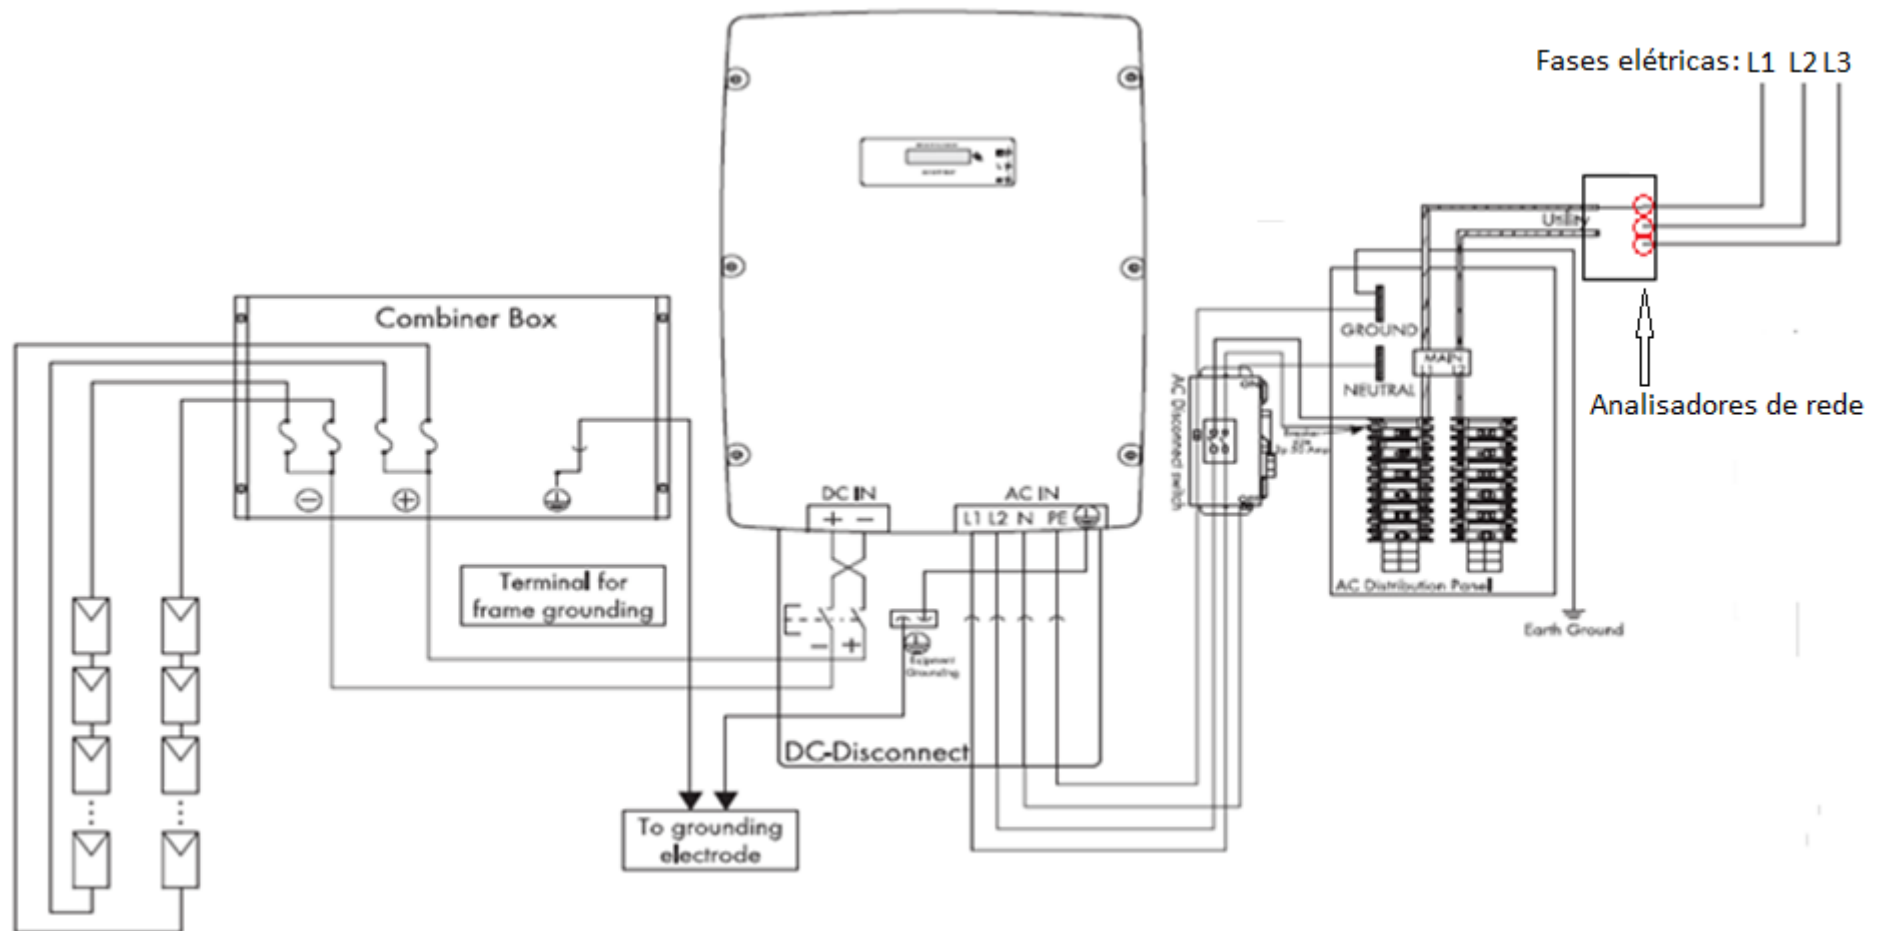 Fases elétricas: L1 L2 L3
Utility
Combiner Box
GROUND
MAIN
NEUTRAL
Analisadores de rede
AC Disconnect switch
DC IN
AC IN
+ −
L1 L2 N PE
− +
Terminal for
frame grounding
AC Distribution Panel
Earth Ground
− +
Equipment
Grounding
DC-Disconnect
To grounding
electrode